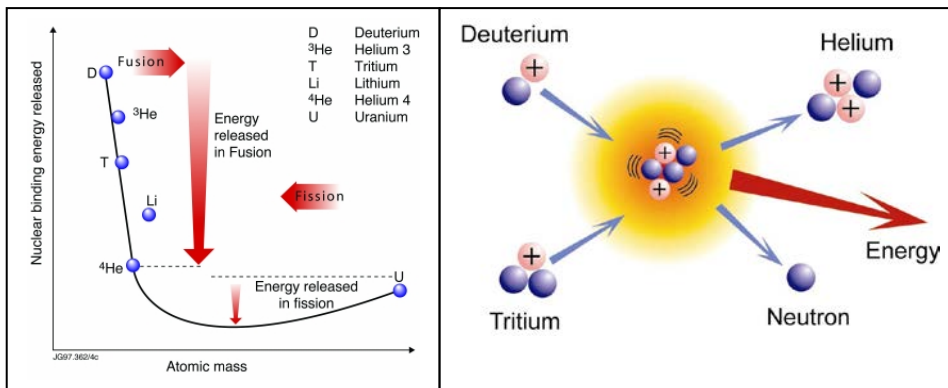 Nuclear binding energy released
D Deuterium
³He Helium 3
T Tritium
Li Lithium
⁴He Helium 4
U Uranium
Fusion
D
³He
T
Li
⁴He
Energy
released
in Fusion
Fission
U
Energy released
in fission
JG97.362/4c
Atomic mass
Deuterium
+
Helium
+
+
+
+
Energy
+
Tritium
Neutron